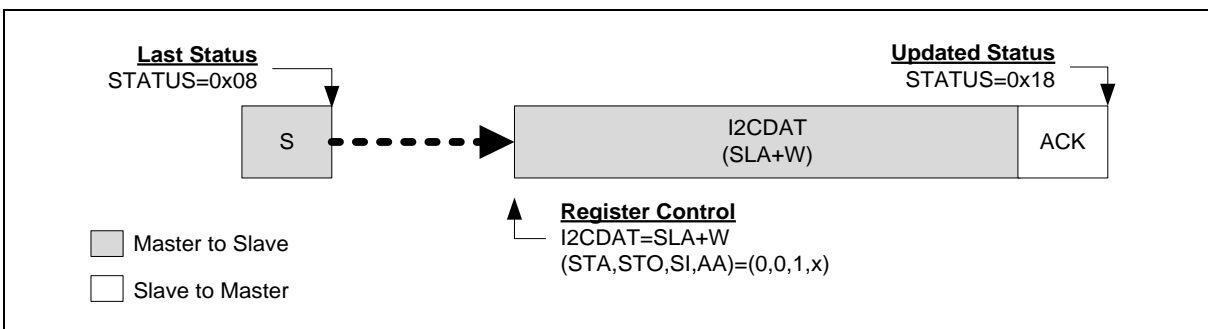 Last Status
STATUS=0x08
Updated Status
STATUS=0x18
S
I2CDAT
(SLA+W)
ACK
Register Control
I2CDAT=SLA+W
(STA,STO,SI,AA)=(0,0,1,x)
Master to Slave
Slave to Master